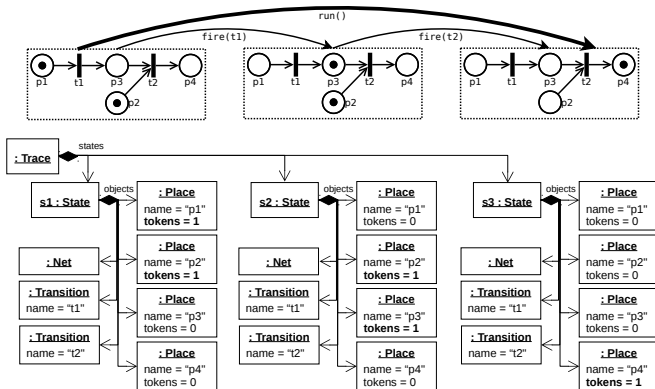 run()
fire(t1)
fire(t2)
p1 t1 p3 t2 p4
p2
p1 t1 p3 t2 p4
p2
p1 t1 p3 t2 p4
p2
: Trace
states
s1 : State
objects
: Place
name = "p1"
tokens = 1
: Place
name = "p2"
tokens = 1
: Place
name = "p3"
tokens = 0
: Place
name = "p4"
tokens = 0
: Net
: Transition
name = "t1"
: Transition
name = "t2"
s2 : State
objects
: Place
name = "p1"
tokens = 0
: Place
name = "p2"
tokens = 1
: Place
name = "p3"
tokens = 1
: Place
name = "p4"
tokens = 0
: Net
: Transition
name = "t1"
: Transition
name = "t2"
s3 : State
objects
: Place
name = "p1"
tokens = 0
: Place
name = "p2"
tokens = 0
: Place
name = "p3"
tokens = 0
: Place
name = "p4"
tokens = 1
: Net
: Transition
name = "t1"
: Transition
name = "t2"